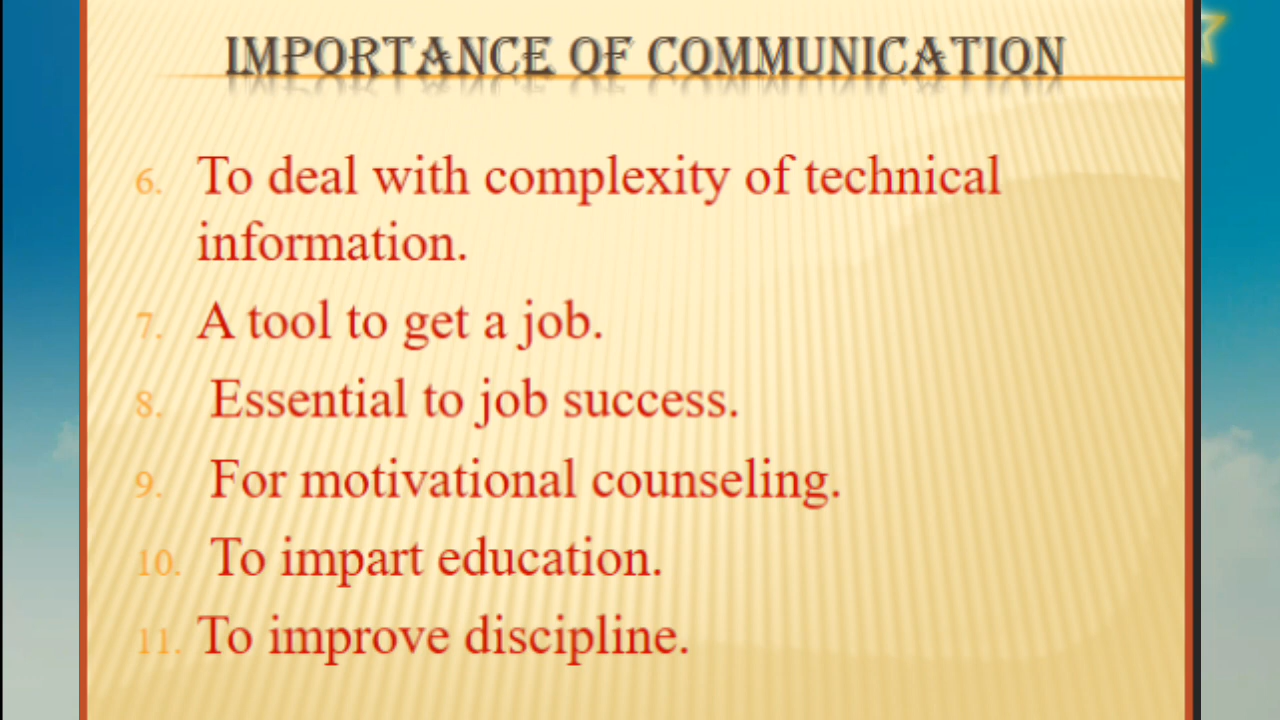 IMPORTANCE OF COMMUNICATION
6. To deal with complexity of technical
information.
7. A tool to get a job.
8. Essential to job success.
9. For motivational counseling.
10. To impart education.
11. To improve discipline.